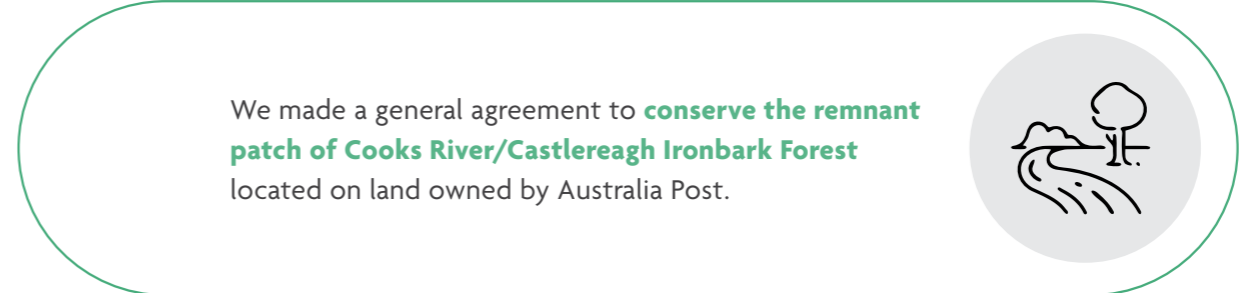 We made a general agreement to conserve the remnant
patch of Cooks River/Castlereagh Ironbark Forest
located on land owned by Australia Post.